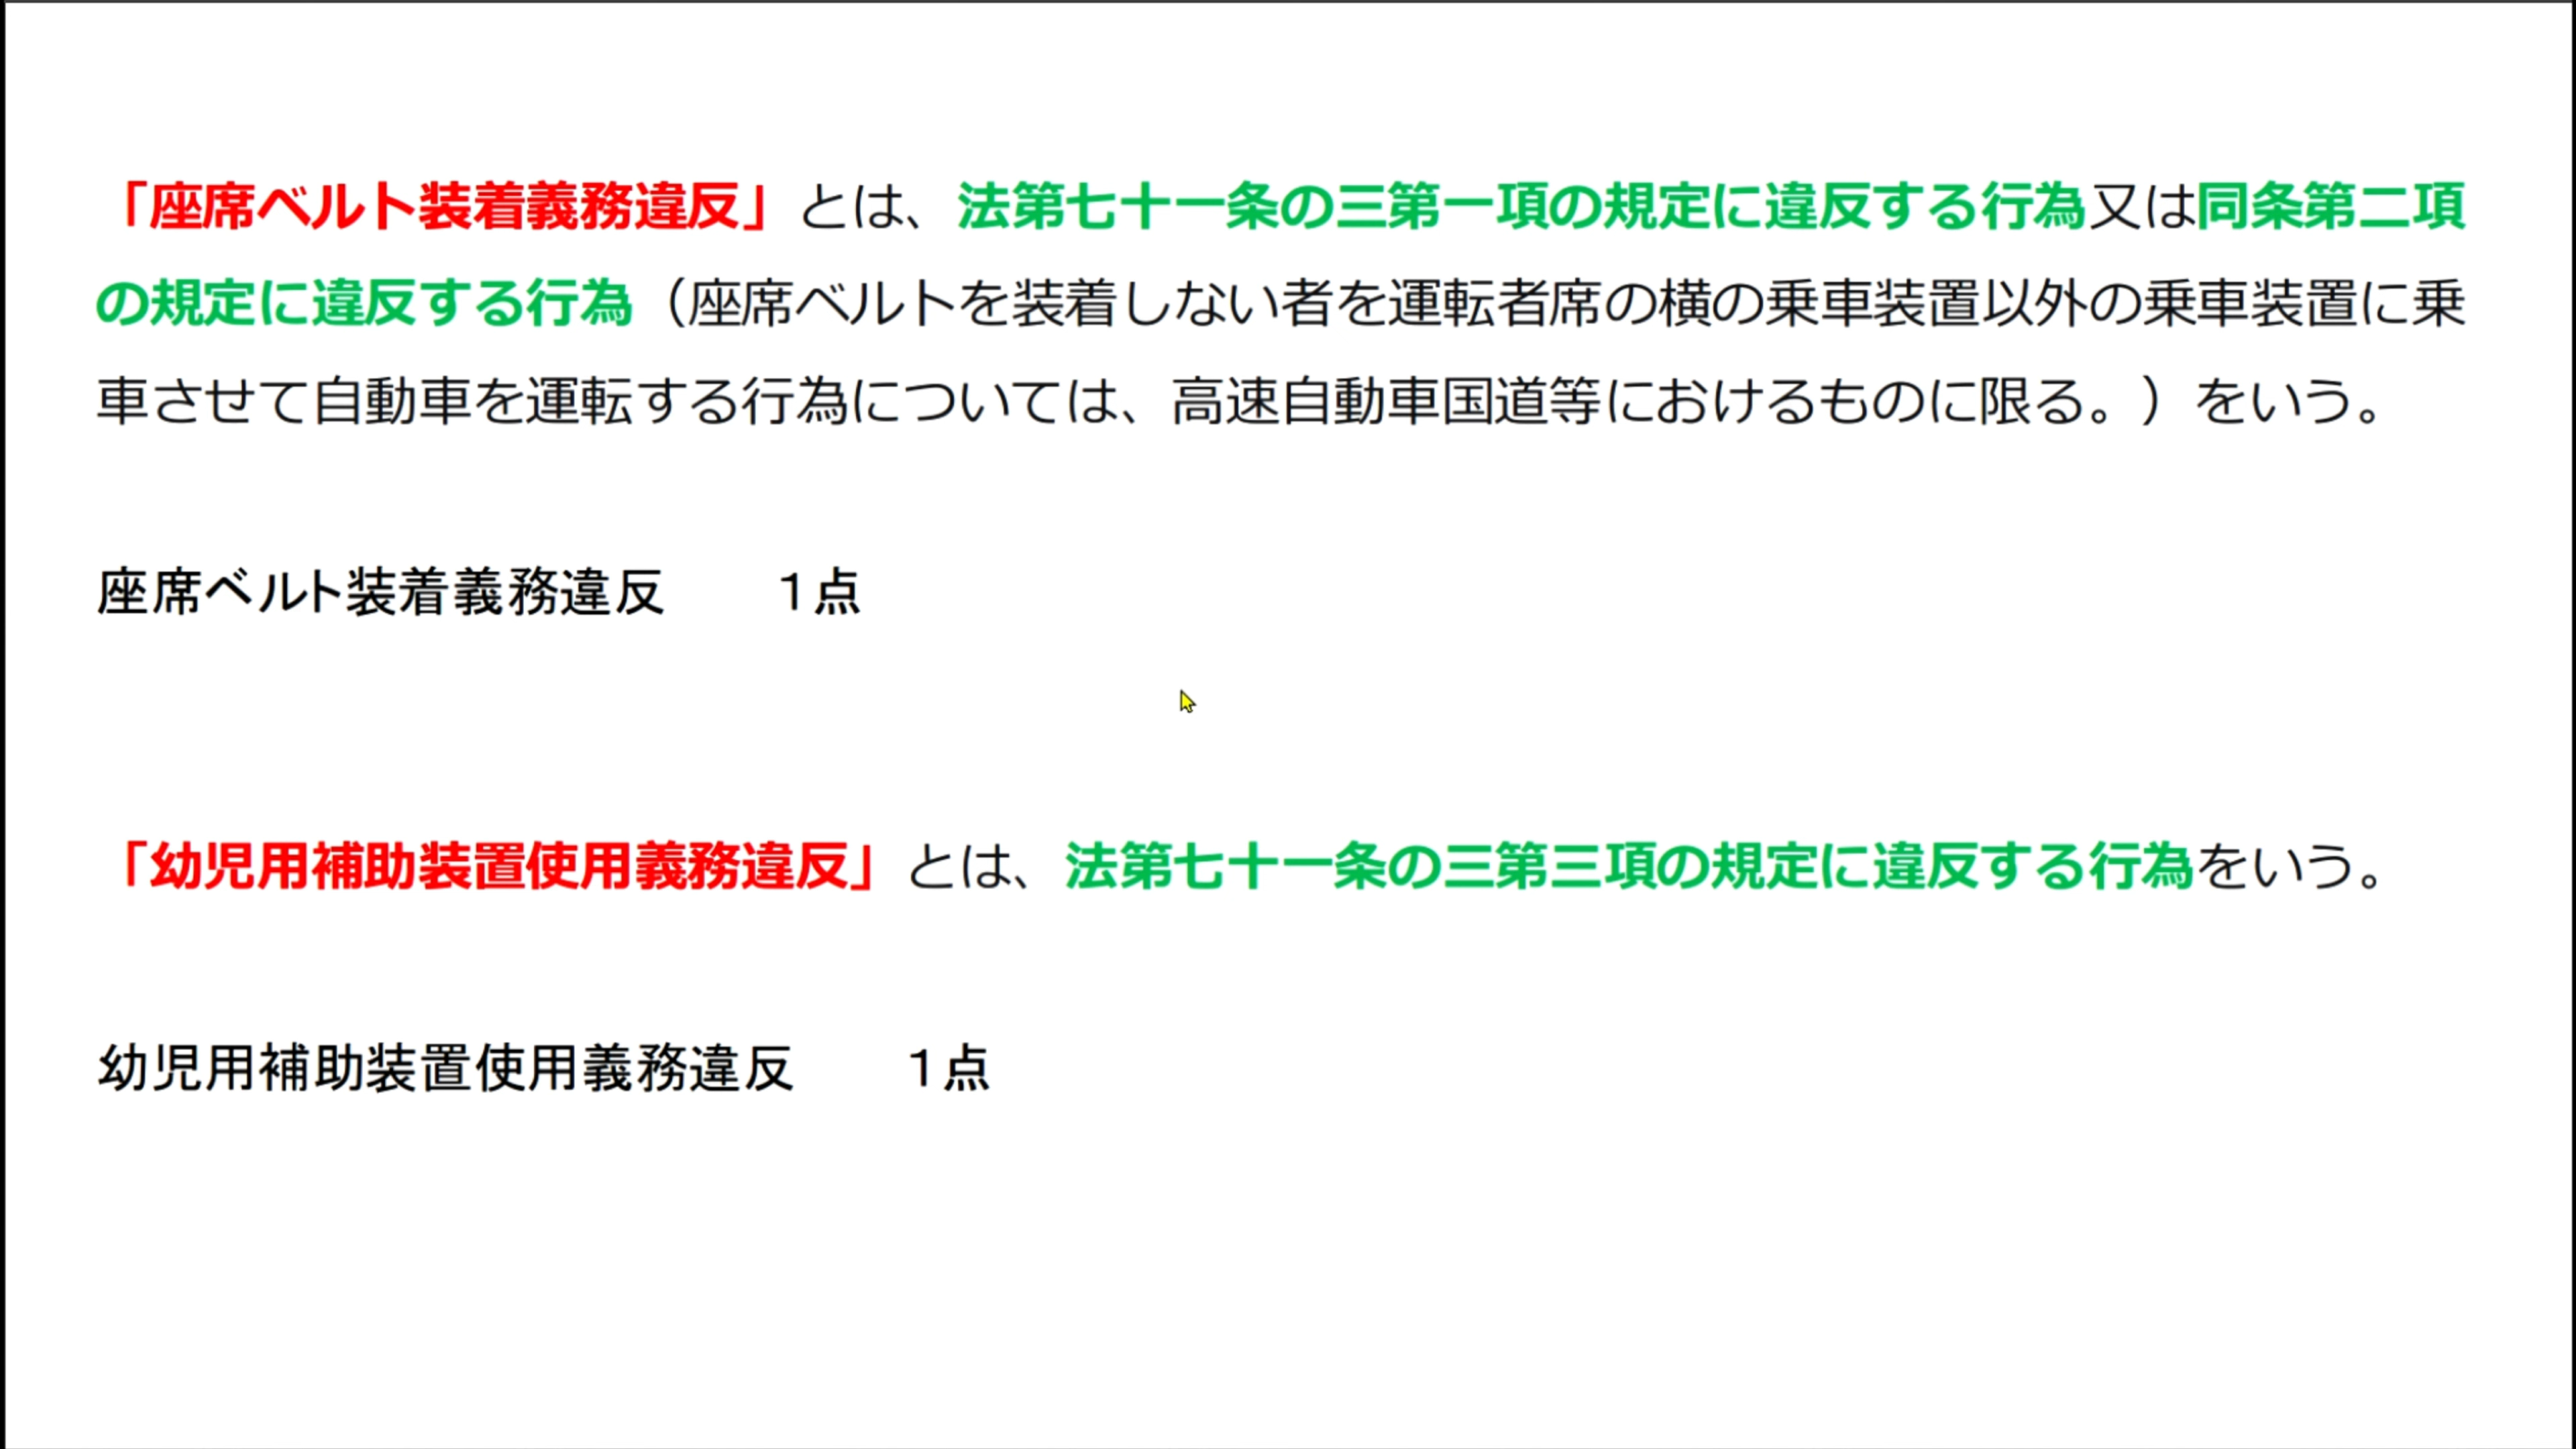 「座席ベルト装着義務違反」とは、法第七十一条の三第一項の規定に違反する行為又は同条第二項
の規定に違反する行為（座席ベルトを装着しない者を運転者席の横の乗車装置以外の乗車装置に乗
車させて自動車を運転する行為については、高速自動車国道等におけるものに限る。）をいう。
座席ベルト装着義務違反　　１点
「幼児用補助装置使用義務違反」とは、法第七十一条の三第三項の規定に違反する行為をいう。
幼児用補助装置使用義務違反　　１点